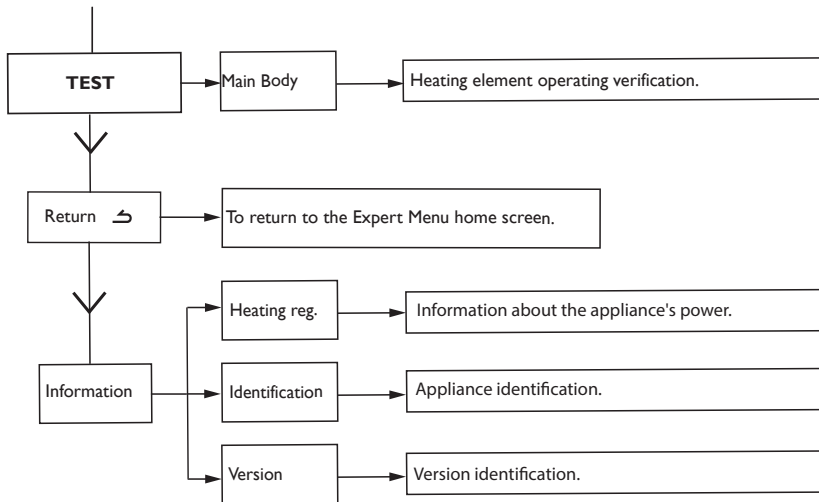 TEST
Main Body
Heating element operating verification.
Return
To return to the Expert Menu home screen.
Heating reg.
Information about the appliance's power.
Information
Identification
Appliance identification.
Version
Version identification.